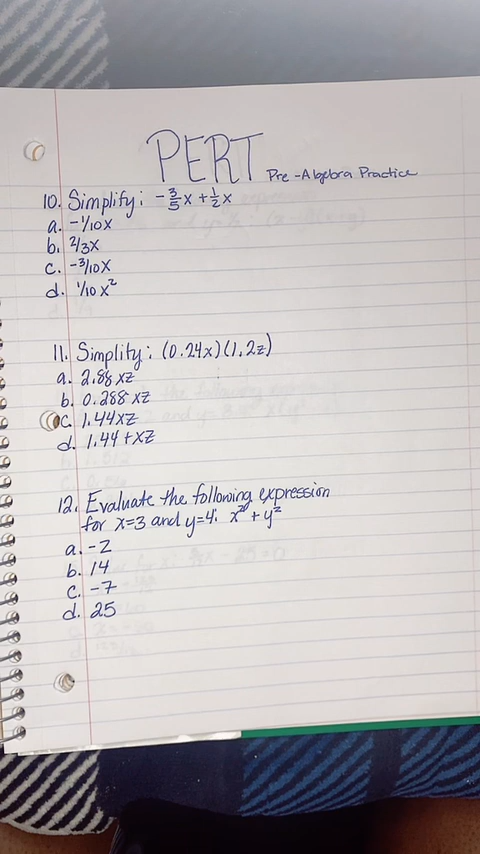 PERT Pre-Algebra Practice
10. Simplify: -3/5x + 1/2x
a. -1/10x
b. 2/3x
c. -3/10x
d. 1/10x²
11. Simplify: (0.24x)(1.2z)
a. 2.88xz
b. 0.288xz
c. 1.44xz
d. 1.44+xz
12. Evaluate the following expression
for x=3 and y=4: x²+y²
a. -2
b. 14
c. -7
d. 25